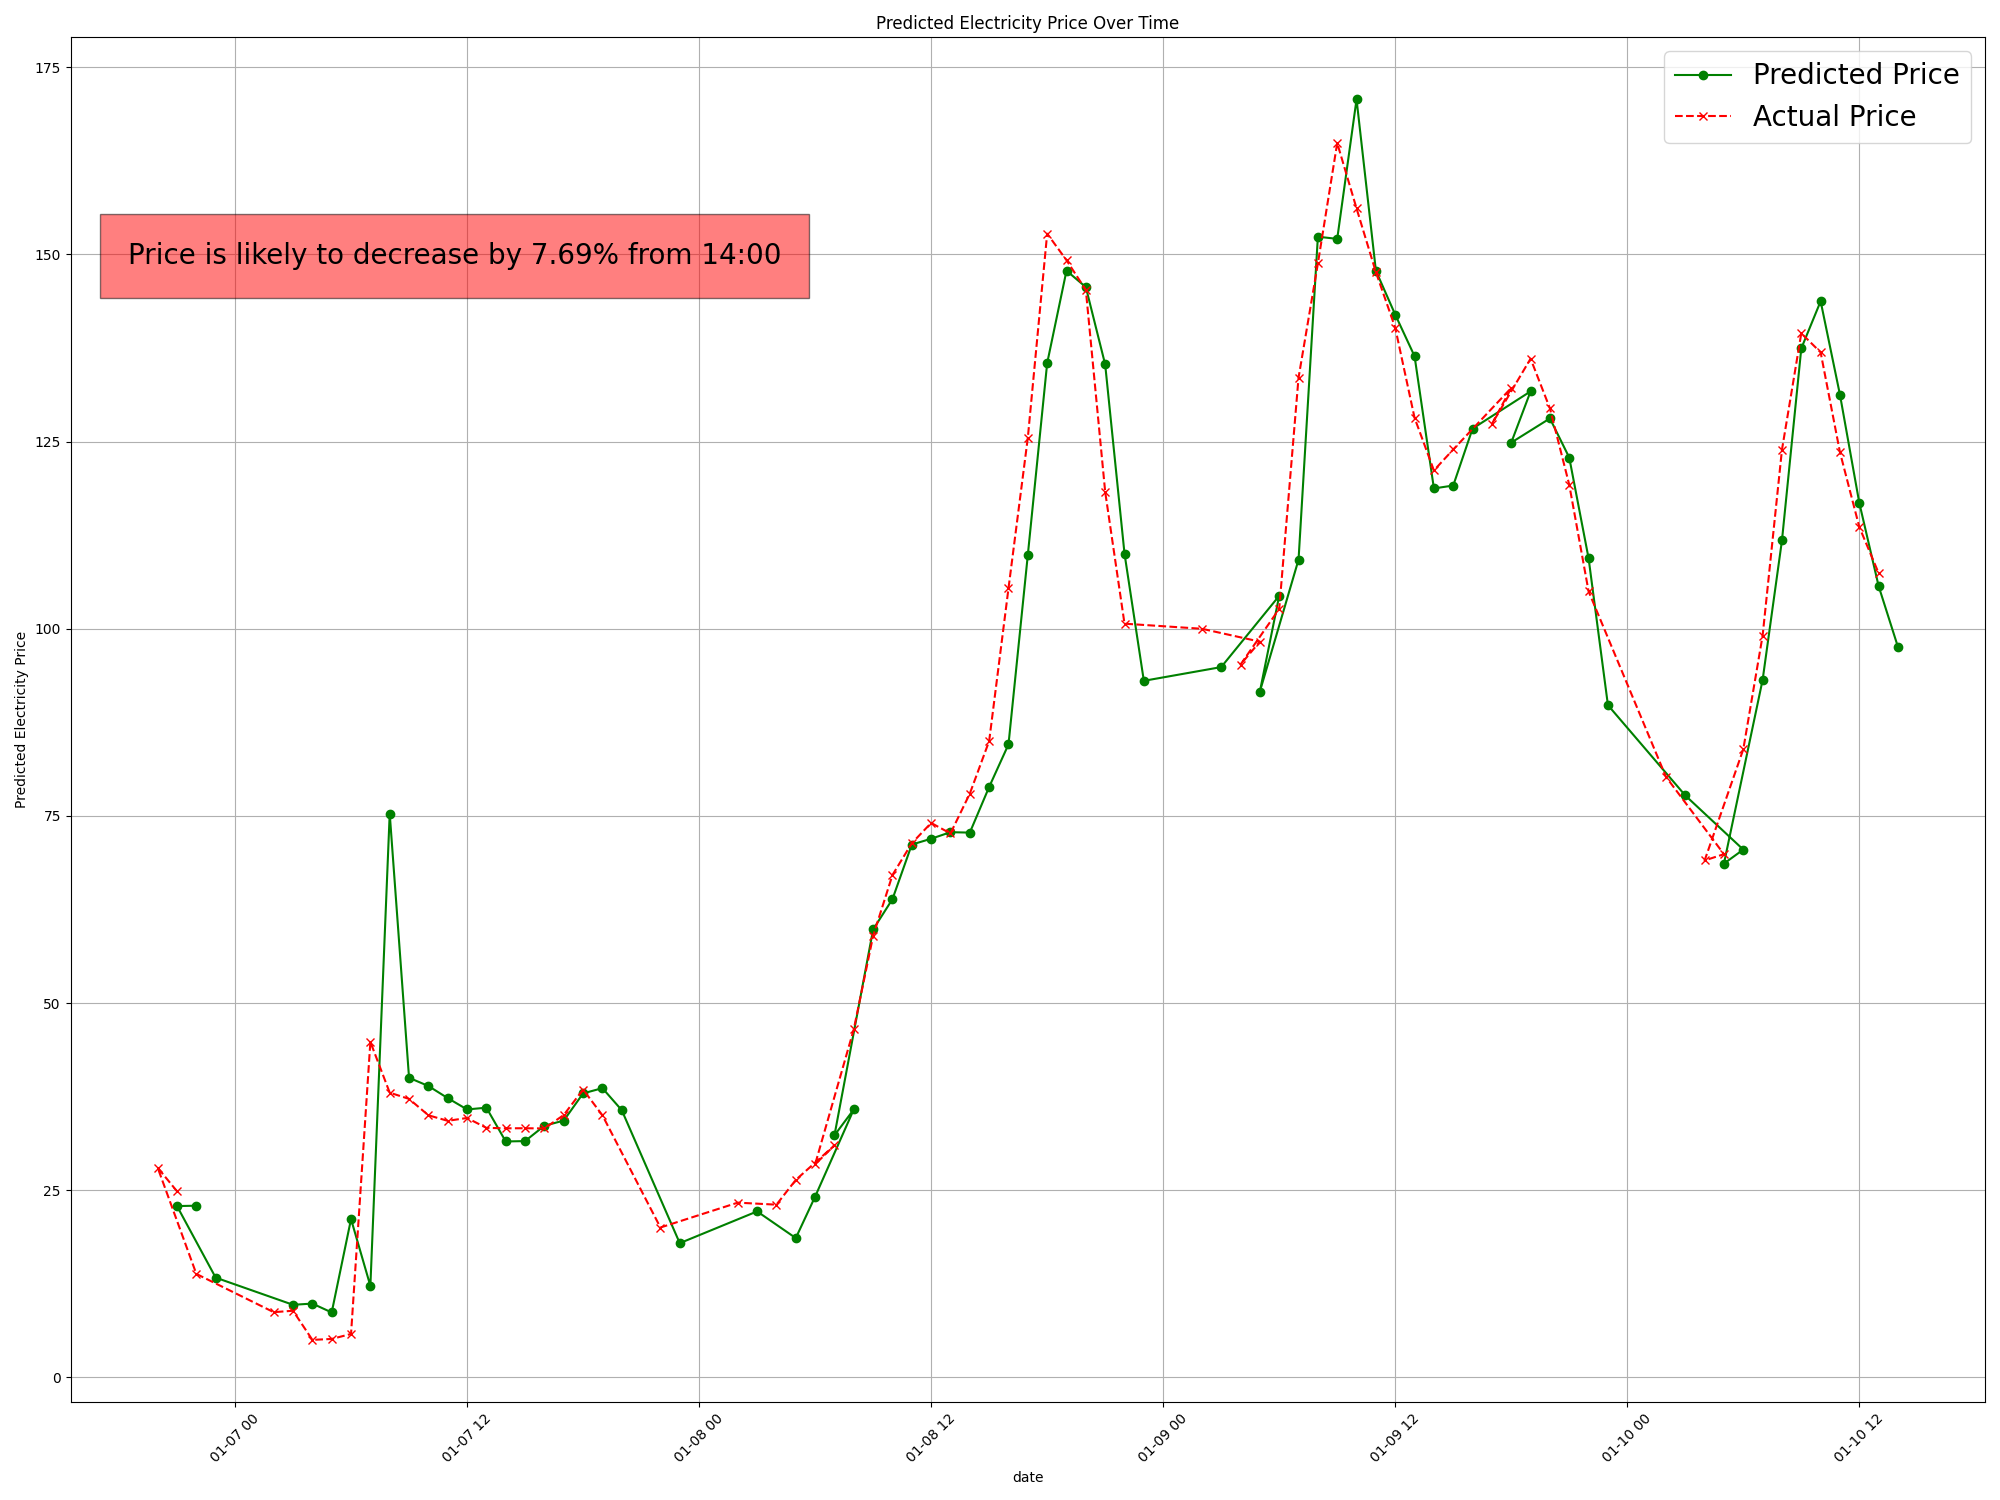 Predicted Electricity Price Over Time
Predicted Price
Actual Price
Price is likely to decrease by 7.69% from 14:00
Predicted Electricity Price
175
150
125
100
75
50
25
0
01-07 00
01-07 12
01-08 00
01-08 12
01-09 00
01-09 12
01-10 00
01-10 12
date